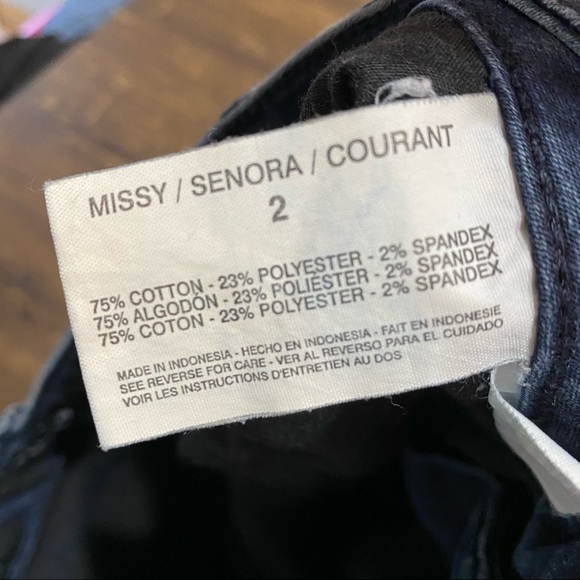 MISSY / SENORA / COURANT
2
75% COTTON - 23% POLYESTER - 2% SPANDEX
75% ALGODÓN - 23% POLIÉSTER - 2% SPANDEX
75% COTON - 23% POLYESTER - 2% SPANDEX
MADE IN INDONESIA - HECHO EN INDONESIA - FAIT EN INDONESIE
SEE REVERSE FOR CARE - VER AL REVERSO PARA EL CUIDADO
VOIR LES INSTRUCTIONS D'ENTRETIEN AU DOS